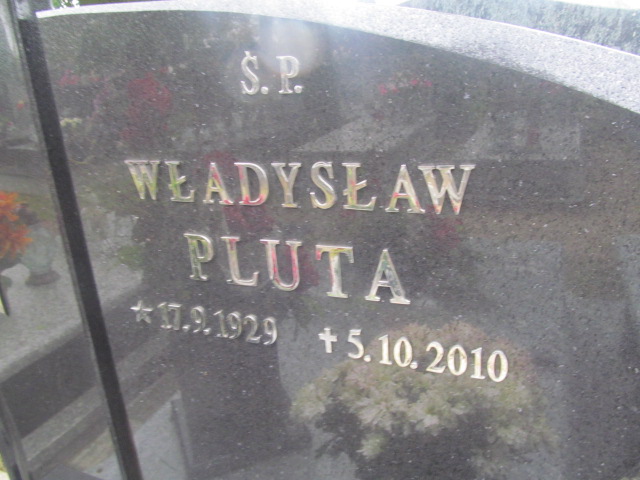 Ś.P.
WŁADYSŁAW
PLUTA
★17.9.1929 ✝5.10.2010